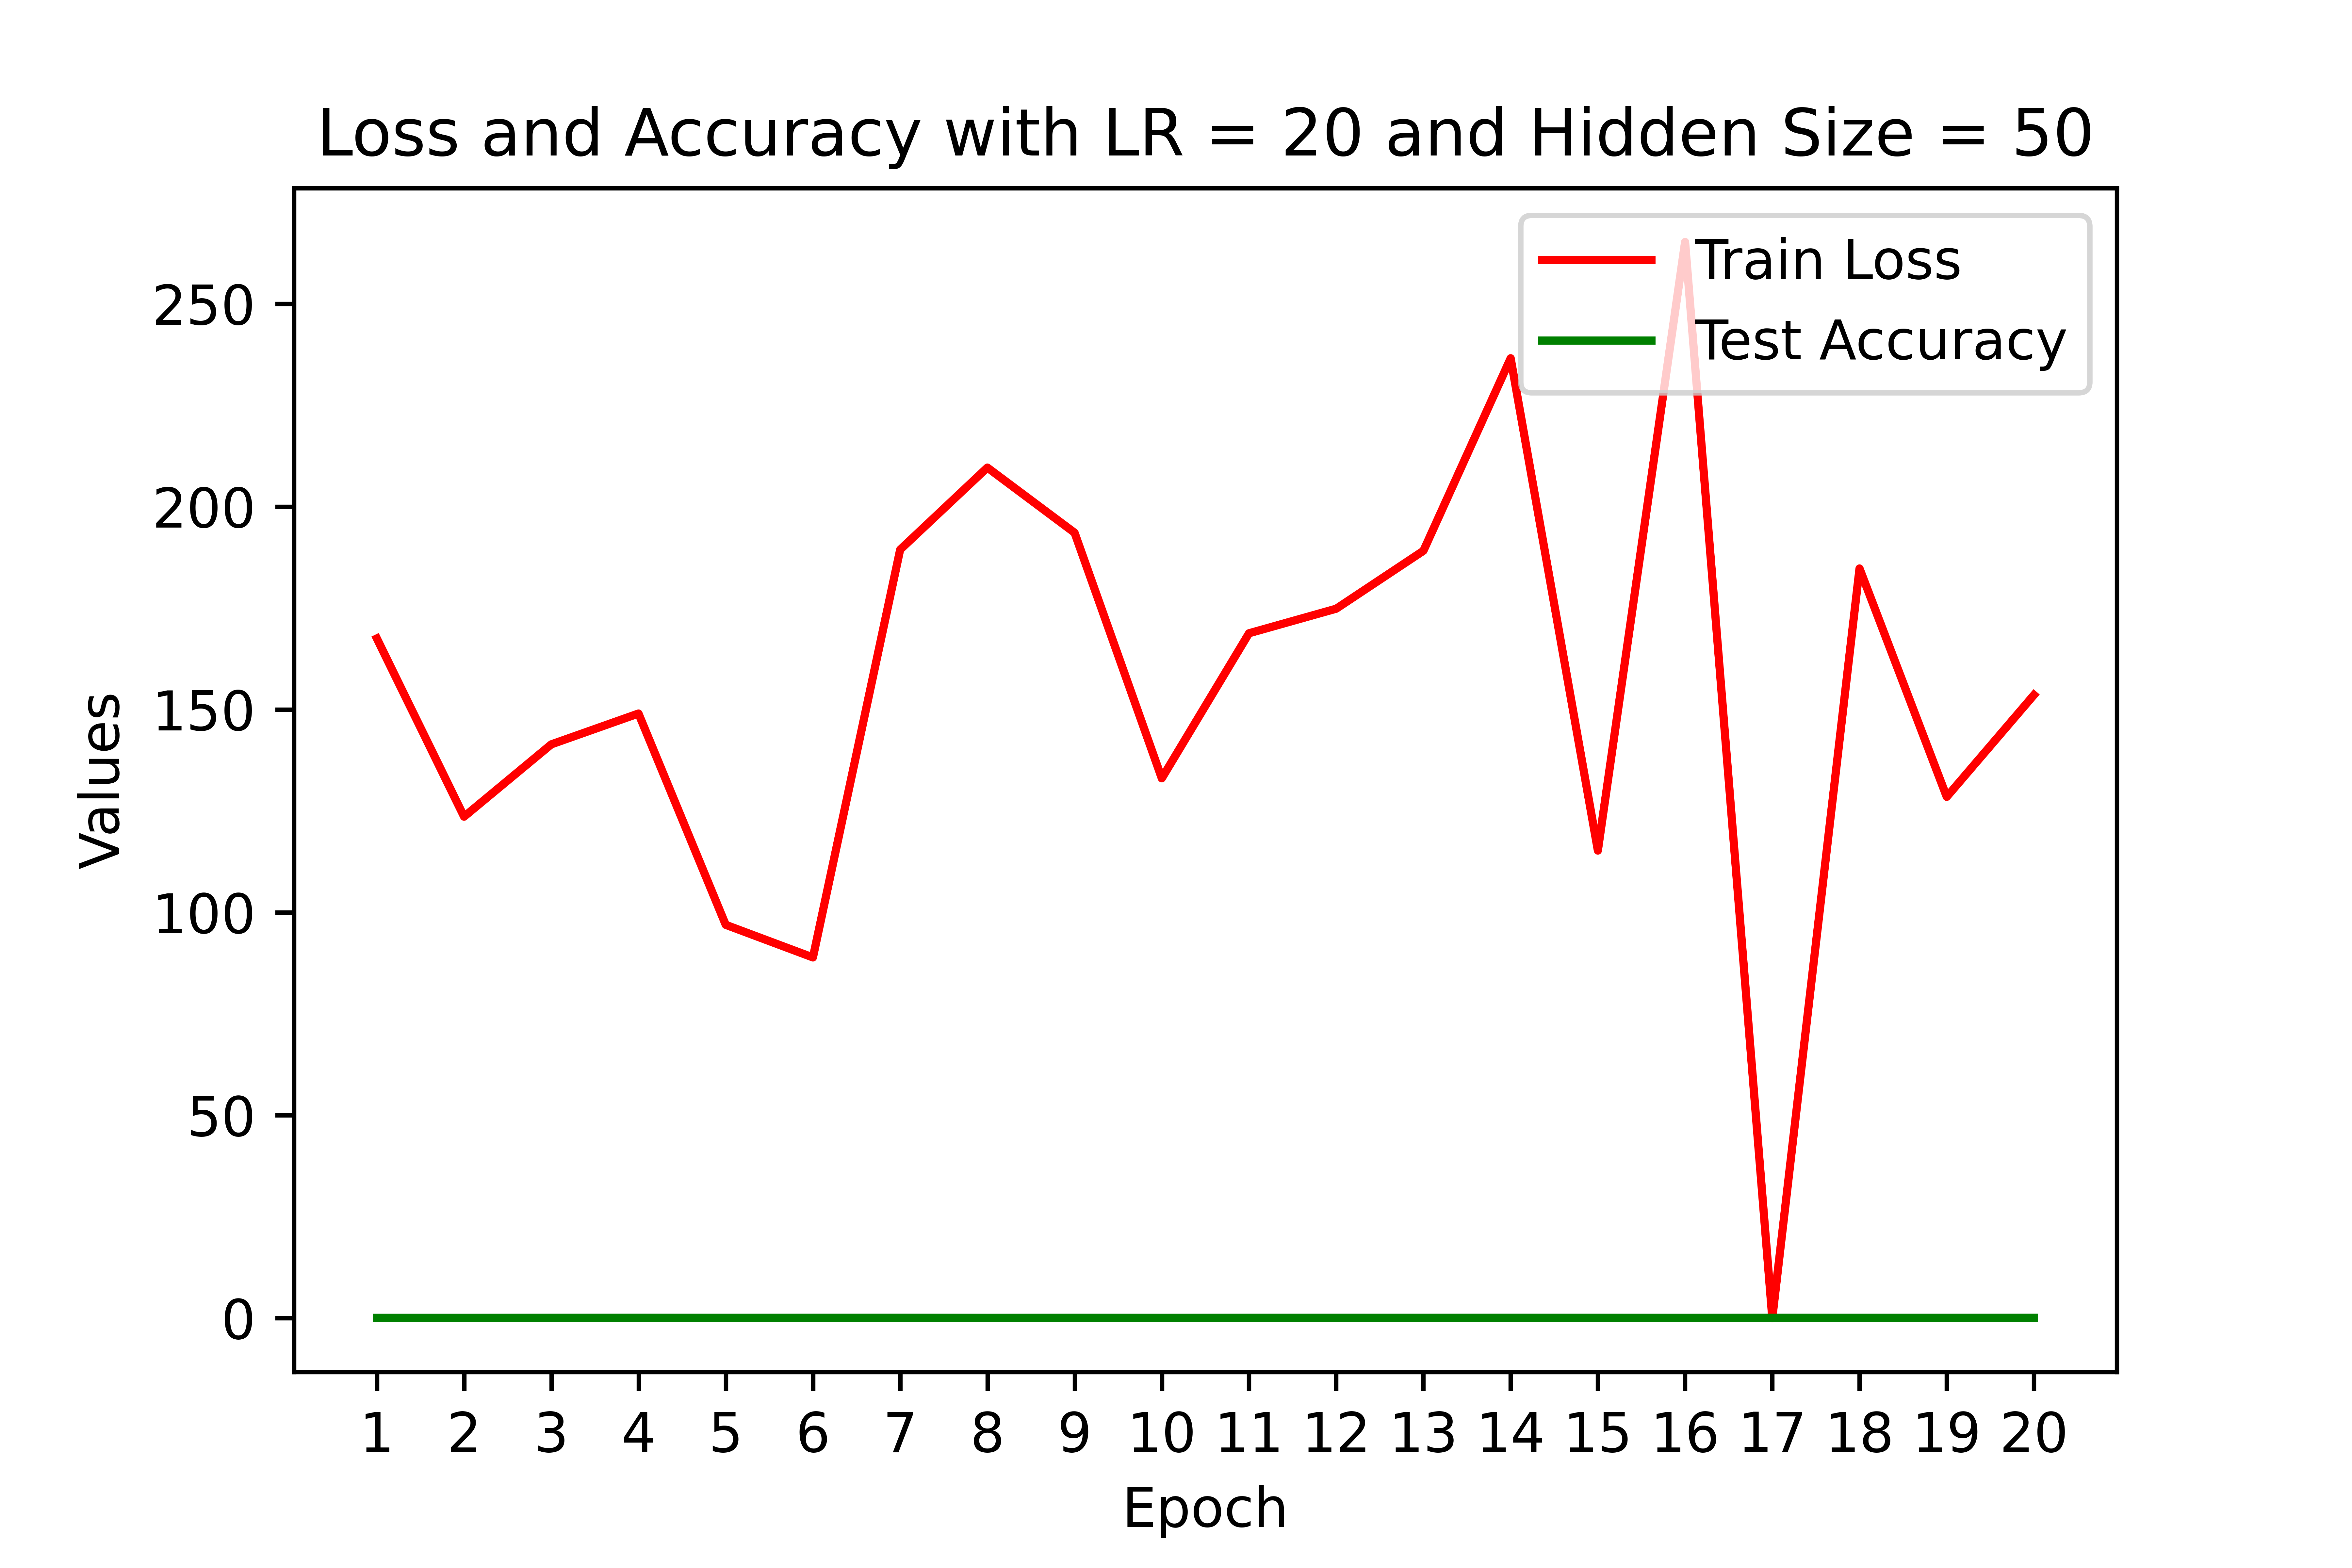 Loss and Accuracy with LR = 20 and Hidden Size = 50
Train Loss
Test Accuracy
250
200
150
100
50
0
Values
1 2 3 4 5 6 7 8 9 10 11 12 13 14 15 16 17 18 19 20
Epoch